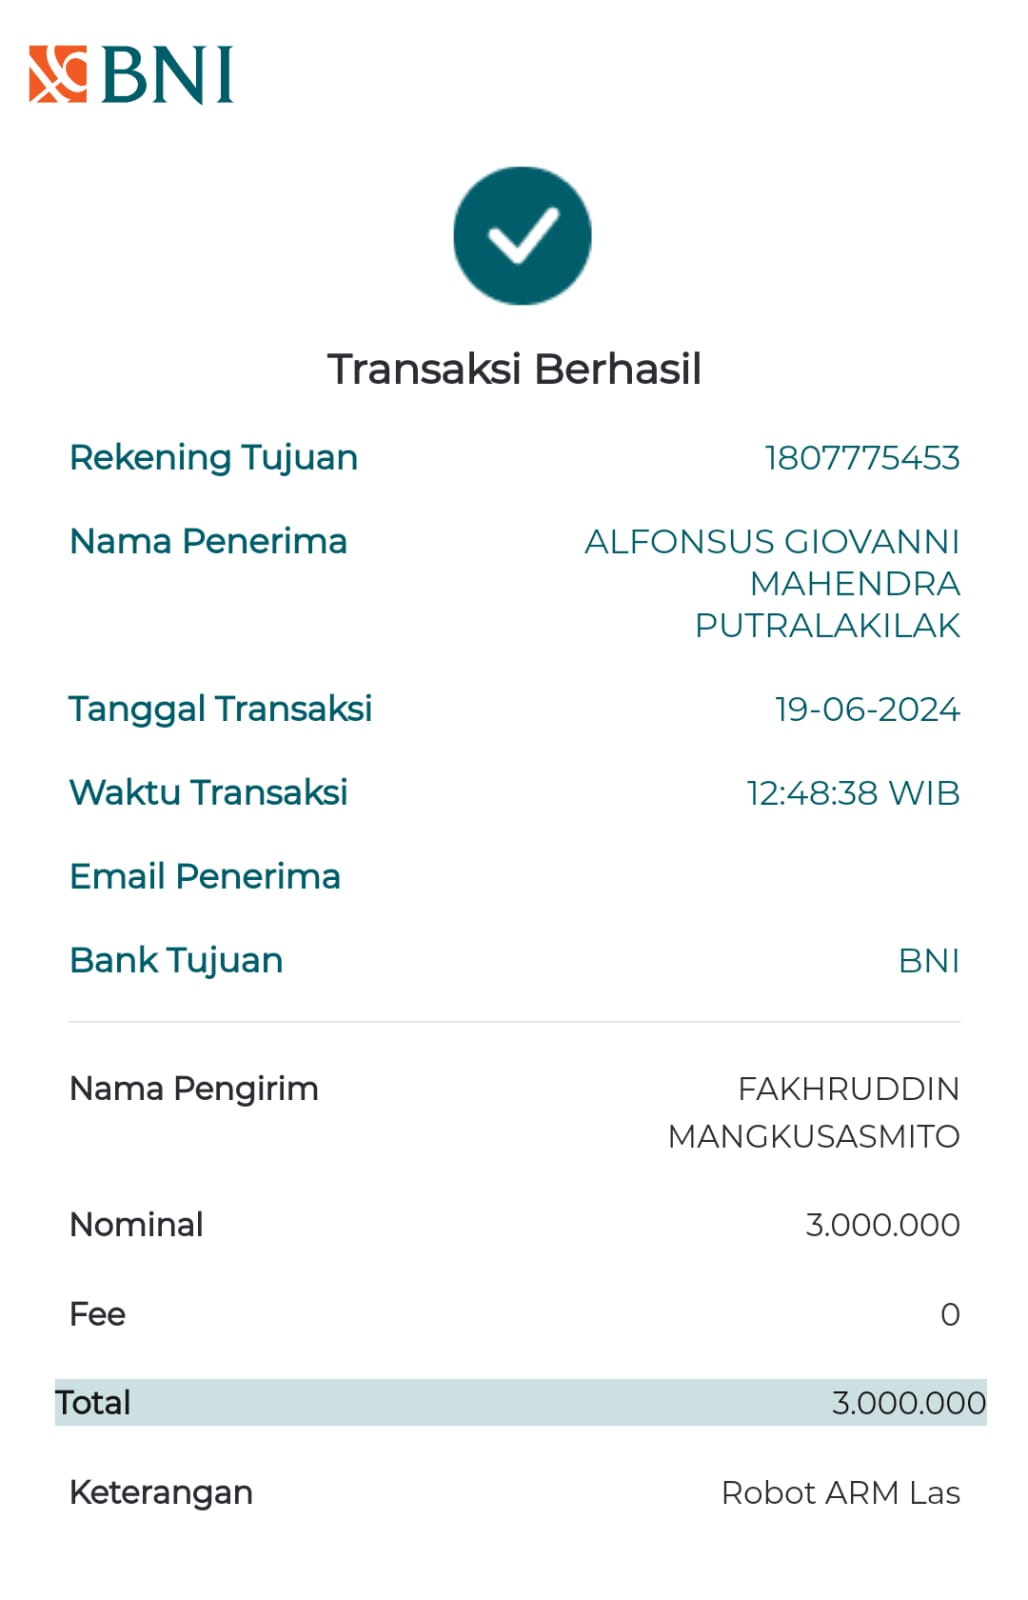 BNI
Transaksi Berhasil
Rekening Tujuan 1807775453
Nama Penerima ALFONSUS GIOVANNI
MAHENDRA
PUTRALAKILAK
Tanggal Transaksi 19-06-2024
Waktu Transaksi 12:48:38 WIB
Email Penerima
Bank Tujuan BNI
Nama Pengirim FAKHRUDDIN
MANGKUSASMITO
Nominal 3.000.000
Fee 0
Total 3.000.000
Keterangan Robot ARM Las